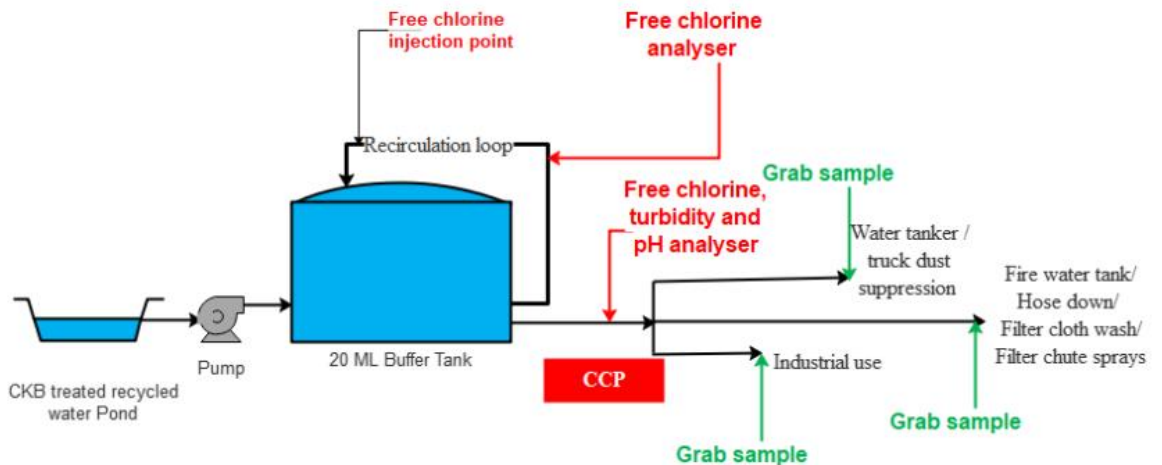 Free chlorine
injection point
Free chlorine
analyser
Recirculation loop
Grab sample
Free chlorine,
turbidity and
pH analyser
Water tanker /
truck dust
suppression
Fire water tank/
Hose down/
Filter cloth wash/
Filter chute sprays
Pump
20 ML Buffer Tank
CCP
Industrial use
CKB treated recycled
water Pond
Grab sample
Grab sample